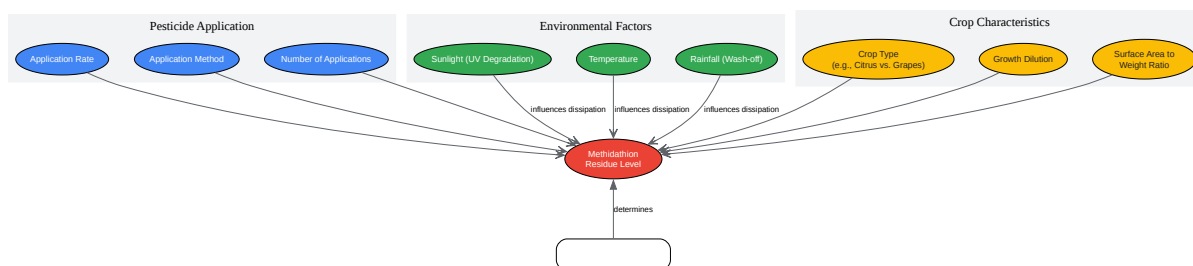 Pesticide Application
Environmental Factors
Crop Characteristics
Application Rate
Application Method
Number of Applications
Sunlight (UV Degradation)
Temperature
Rainfall (Wash-off)
Crop Type
(e.g., Citrus vs. Grapes)
Growth Dilution
Surface Area to
Weight Ratio
influences dissipation
influences dissipation
influences dissipation
Methidathion
Residue Level
determines